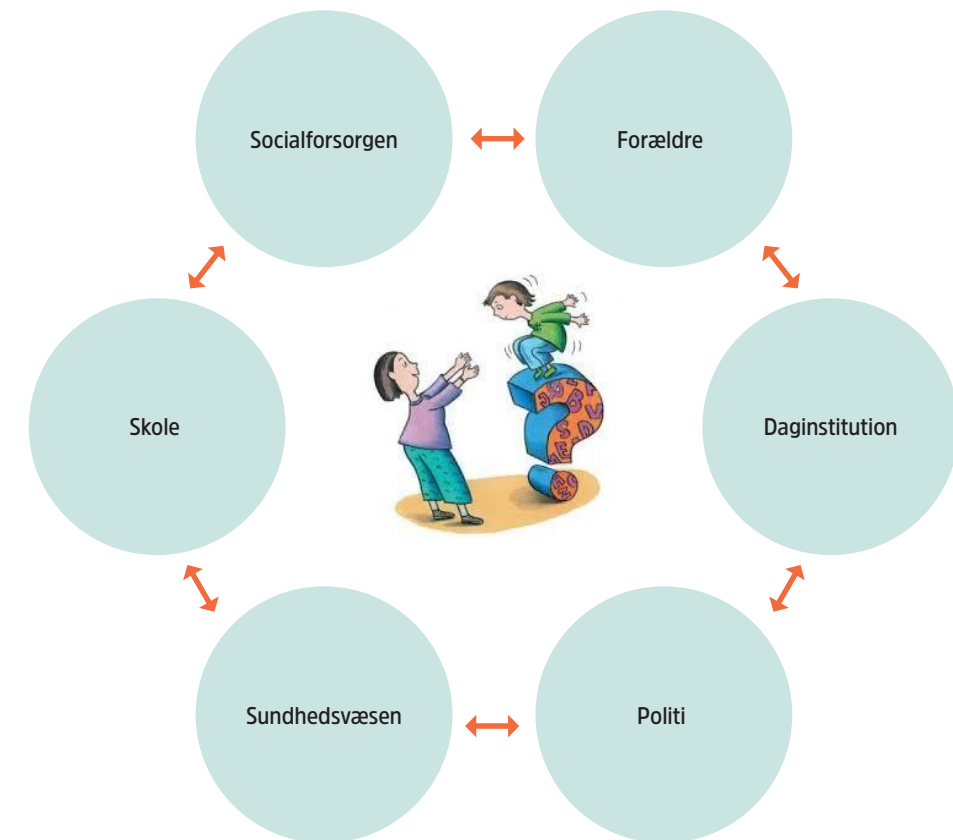 Socialforsorgen
Forældre
Skole
Daginstitution
Sundhedsvæsen
Politi